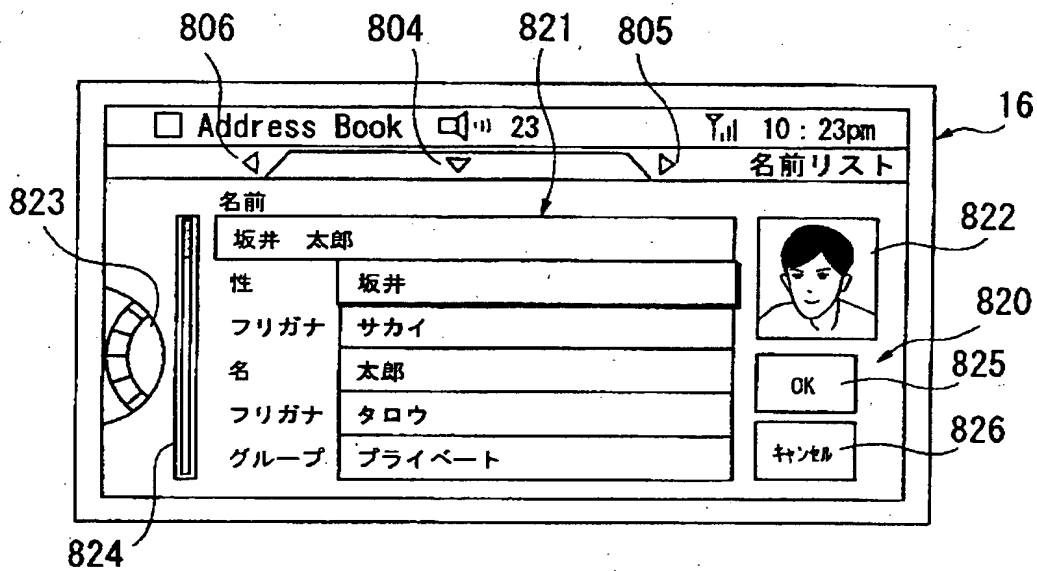 806 804 821 805
16
□ Address Book 23 10:23pm
名前リスト
823
名前
坂井 太郎
822
性 坂井
フリガナ サカイ
820
名 太郎
OK
825
フリガナ タロウ
826
グループ プライベート
キャンセル
824